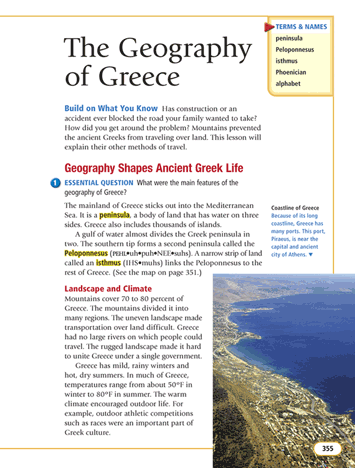 The Geography
of Greece
TERMS & NAMES
peninsula
Peloponnesus
isthmus
Phoenician
alphabet
Build on What You Know Has construction or an
accident ever blocked the road your family wanted to take?
How did you get around the problem? Mountains prevented
the ancient Greeks from traveling over land. This lesson will
explain their other methods of travel.
Geography Shapes Ancient Greek Life
1 ESSENTIAL QUESTION What were the main features of the
geography of Greece?
The mainland of Greece sticks out into the Mediterranean
Sea. It is a peninsula, a body of land that has water on three
sides. Greece also includes thousands of islands.
A gulf of water almost divides the Greek peninsula in
two. The southern tip forms a second peninsula called the
Peloponnesus (PEHL•uh•puh•NEE•suhs). A narrow strip of land
called an isthmus (IHS•muhs) links the Peloponnesus to the
rest of Greece. (See the map on page 351.)
Landscape and Climate
Mountains cover 70 to 80 percent of
Greece. The mountains divided it into
many regions. The uneven landscape made
transportation over land difficult. Greece
had no large rivers on which people could
travel. The rugged landscape made it hard
to unite Greece under a single government.
Greece has mild, rainy winters and
hot, dry summers. In much of Greece,
temperatures range from about 50°F in
winter to 80°F in summer. The warm
climate encouraged outdoor life. For
example, outdoor athletic competitions
such as races were an important part of
Greek culture.
Coastline of Greece
Because of its long
coastline, Greece has
many ports. This port,
Piraeus, is near the
capital and ancient
city of Athens. ▼
355